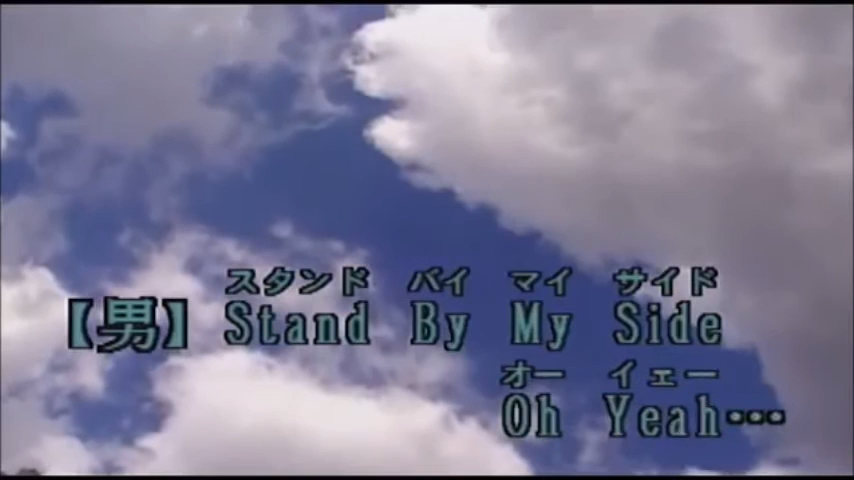 スタンド バイ マイ サイド
【男】 Stand By My Side
オー イェー
Oh Yeah…